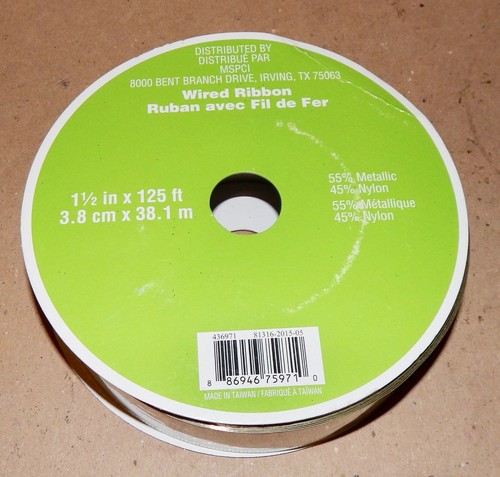 DISTRIBUTED BY
DISTRIBUÉ PAR
MSPCI
8000 BENT BRANCH DRIVE, IRVING, TX 75063
Wired Ribbon
Ruban avec Fil de Fer
1½ in x 125 ft
3.8 cm x 38.1 m
55% Metallic
45% Nylon
55% Métallique
45% Nylon
436971 81316-2015-05
8 86946 75971 0
MADE IN TAIWAN / FABRIQUÉ À TAIWAN